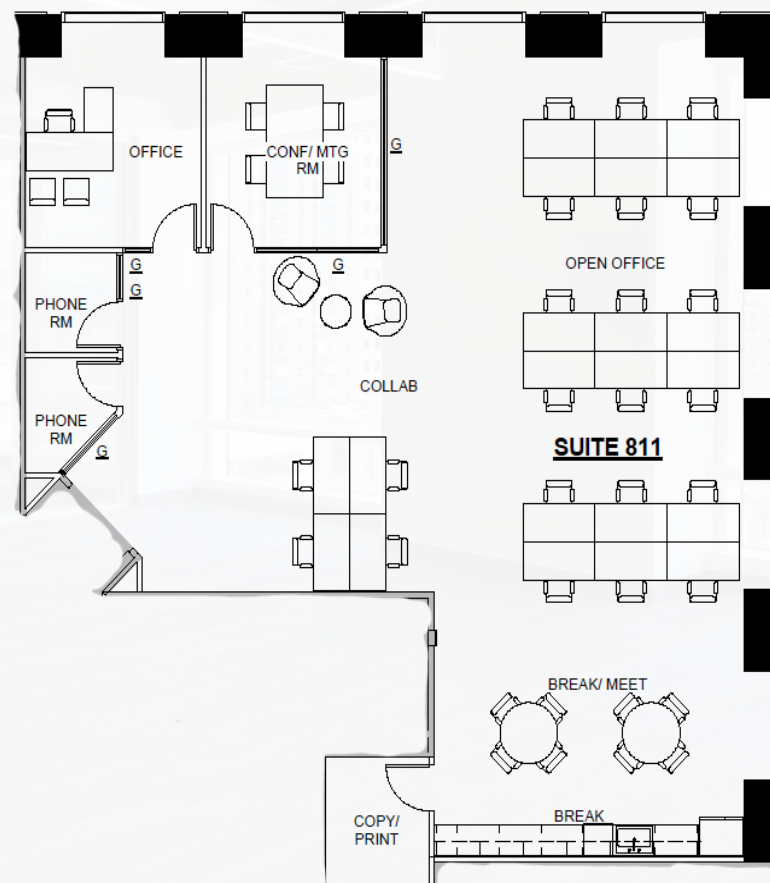 OFFICE
CONF/ MTG
RM
G
OPEN OFFICE
G
G
G
PHONE
RM
COLLAB
PHONE
RM
G
SUITE 811
BREAK/ MEET
COPY/
PRINT
BREAK